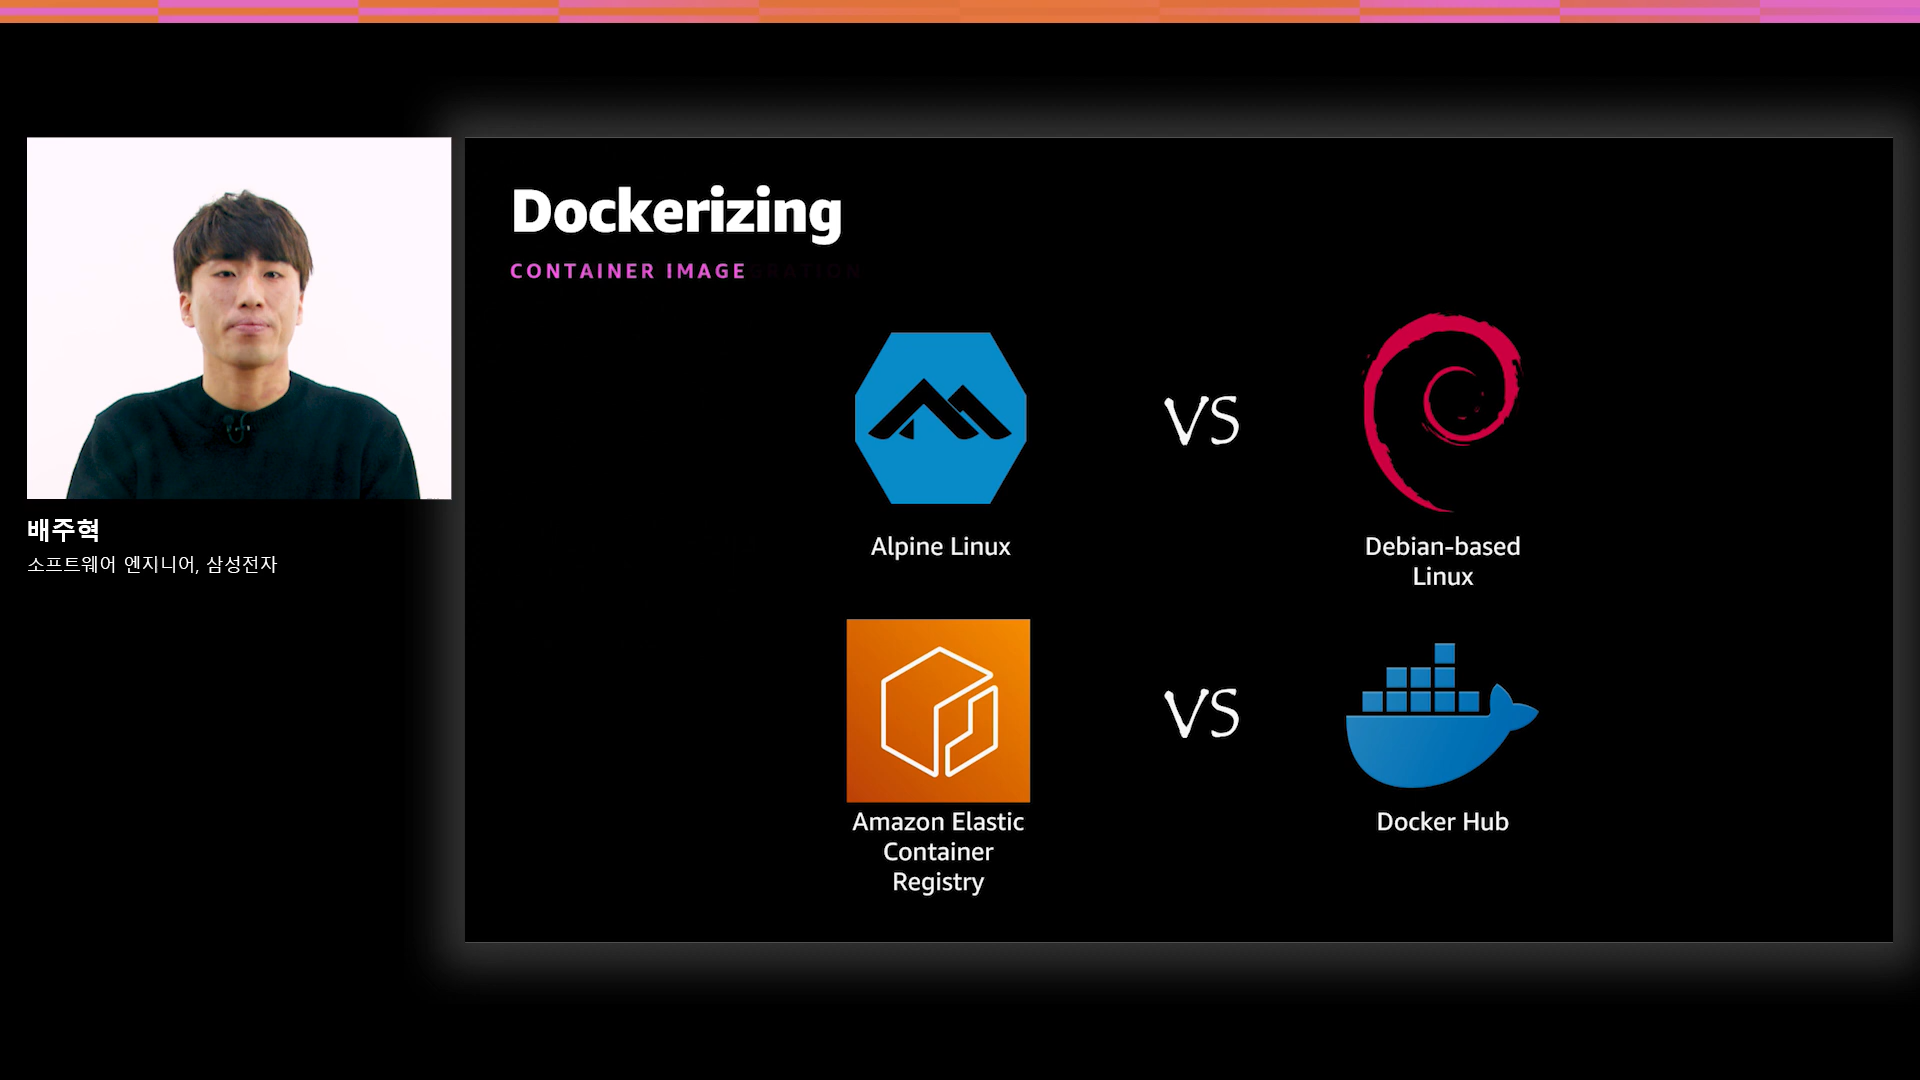 Dockerizing
CONTAINER IMAGE
VS
Alpine Linux
Debian-based
Linux
VS
Amazon Elastic
Container
Registry
Docker Hub
배주혁
소프트웨어 엔지니어, 삼성전자